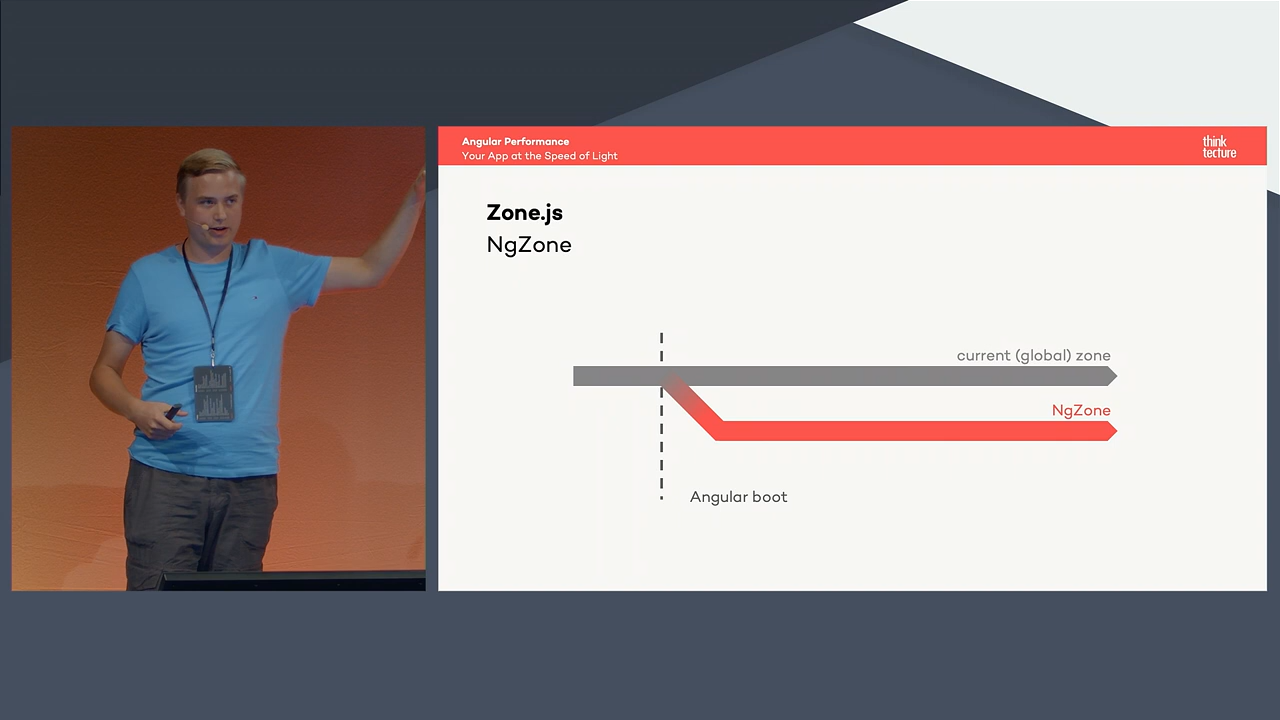 Angular Performance
Your App at the Speed of Light
think
tecture
Zone.js
NgZone
current (global) zone
NgZone
Angular boot